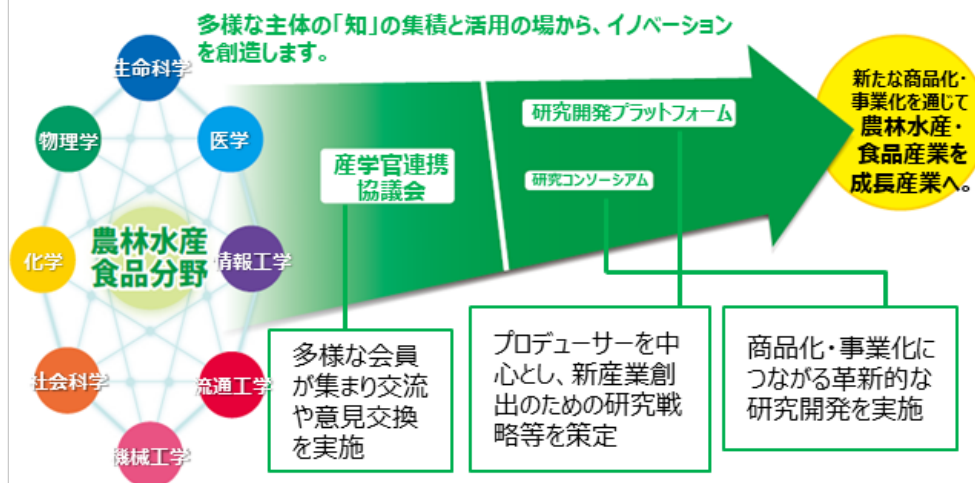 多様な主体の「知」の集積と活用の場から、イノベーション
を創造します。
生命科学
物理学
医学
化学
農林水産
食品分野
情報工学
社会科学
流通工学
機械工学
産学官連携
協議会
研究開発プラットフォーム
研究コンソーシアム
新たな商品化・
事業化を通じて
農林水産・
食品産業を
成長産業へ。
多様な会員
が集まり交流
や意見交換
を実施
プロデューサーを中
心とし、新産業創
出のための研究戦
略等を策定
商品化・事業化に
つながる革新的な
研究開発を実施